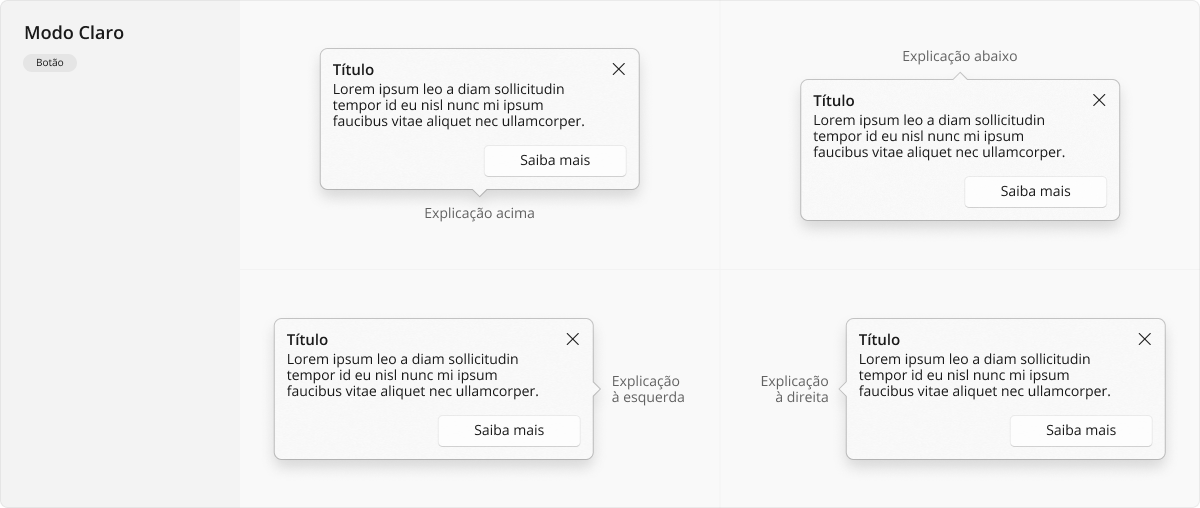 Modo Claro
Botão
Título
Lorem ipsum leo a diam sollicitudin
tempor id eu nisl nunc mi ipsum
faucibus vitae aliquet nec ullamcorper.
Saiba mais
Explicação acima
Explicação abaixo
Título
Lorem ipsum leo a diam sollicitudin
tempor id eu nisl nunc mi ipsum
faucibus vitae aliquet nec ullamcorper.
Saiba mais
Título
Lorem ipsum leo a diam sollicitudin
tempor id eu nisl nunc mi ipsum
faucibus vitae aliquet nec ullamcorper.
Saiba mais
Explicação
à esquerda
Explicação
à direita
Título
Lorem ipsum leo a diam sollicitudin
tempor id eu nisl nunc mi ipsum
faucibus vitae aliquet nec ullamcorper.
Saiba mais